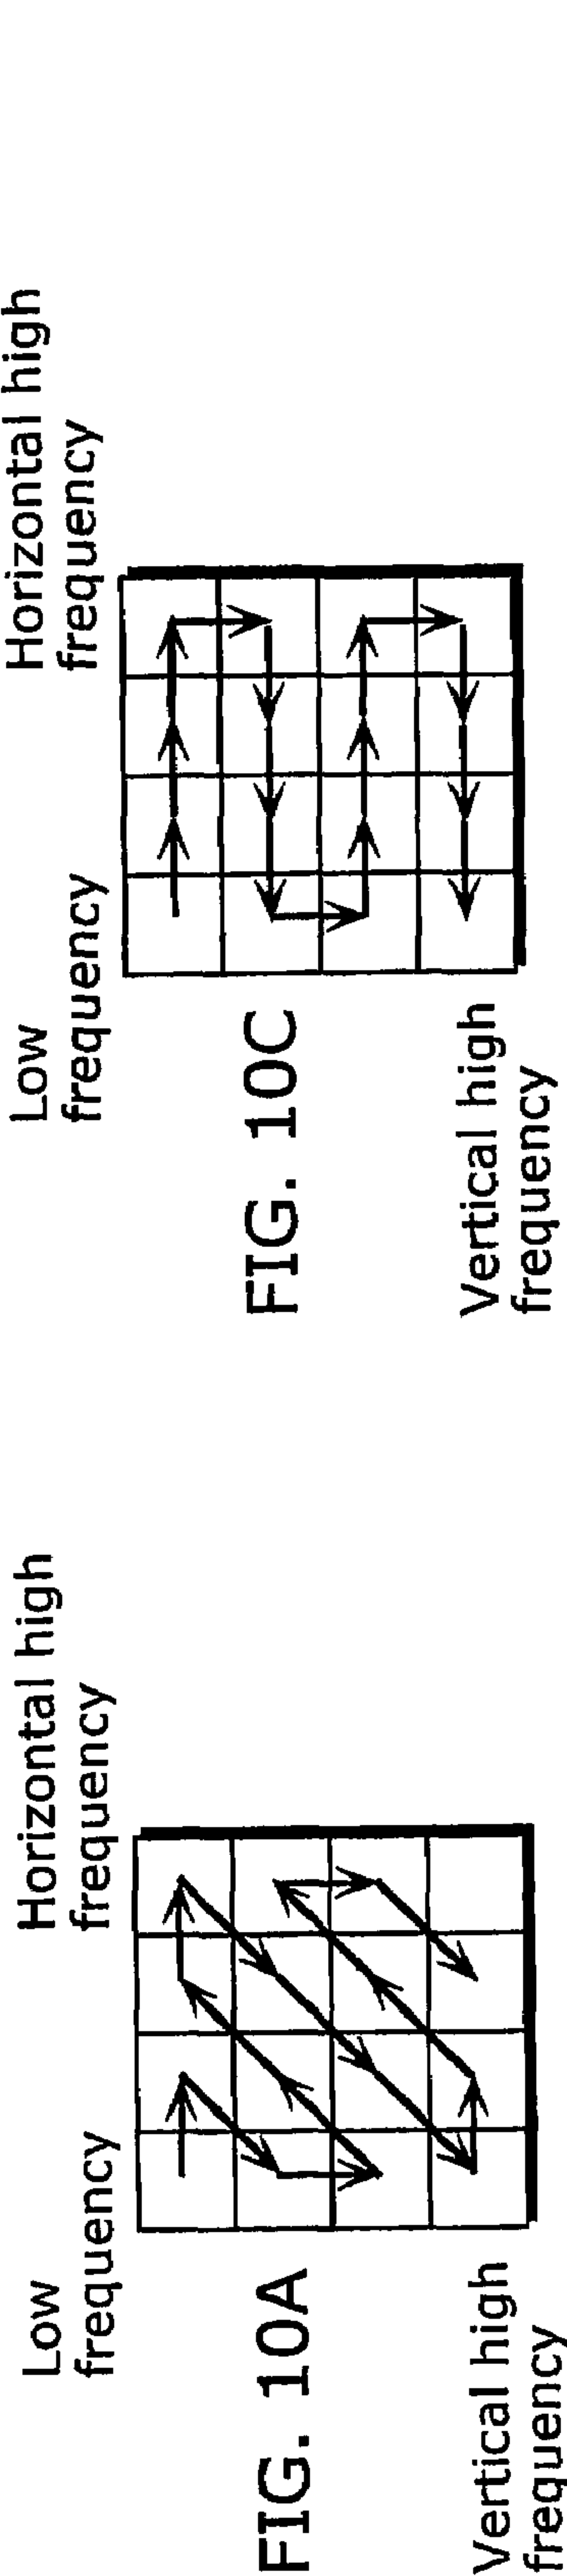 Low
frequency
Horizontal high
frequency
FIG. 10A
Vertical high
frequency
Low
frequency
Horizontal high
frequency
FIG. 10C
Vertical high
frequency